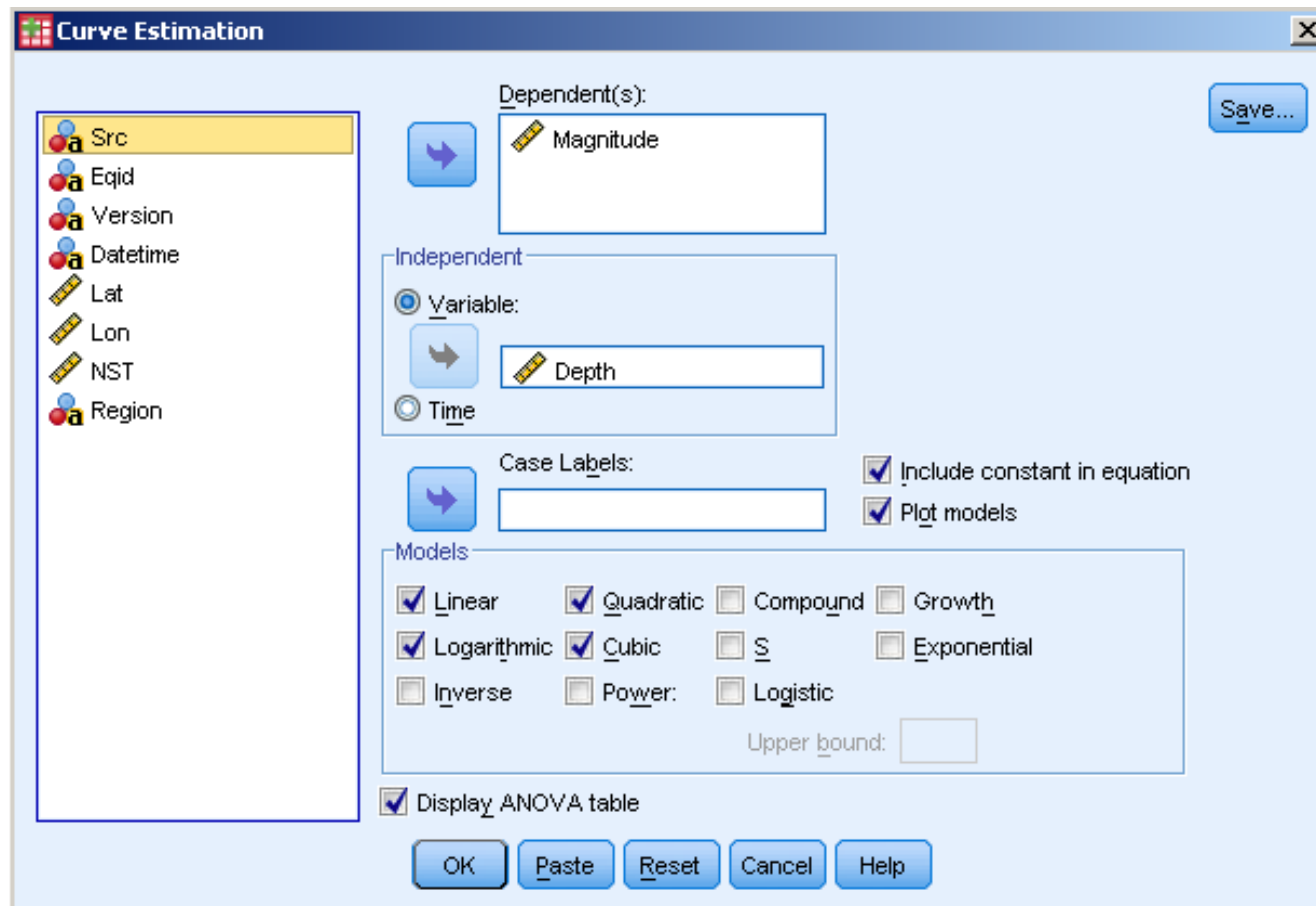 Curve Estimation
Dependent(s):
Save...
Src
Eqid
Version
Datetime
Lat
Lon
NST
Region
Magnitude
Independent
Variable:
Depth
Time
Case Labels:
Include constant in equation
Plot models
Models
Linear Quadratic Compound Growth
Logarithmic Cubic S Exponential
Inverse Power: Logistic
Upper bound:
Display ANOVA table
OK Paste Reset Cancel Help